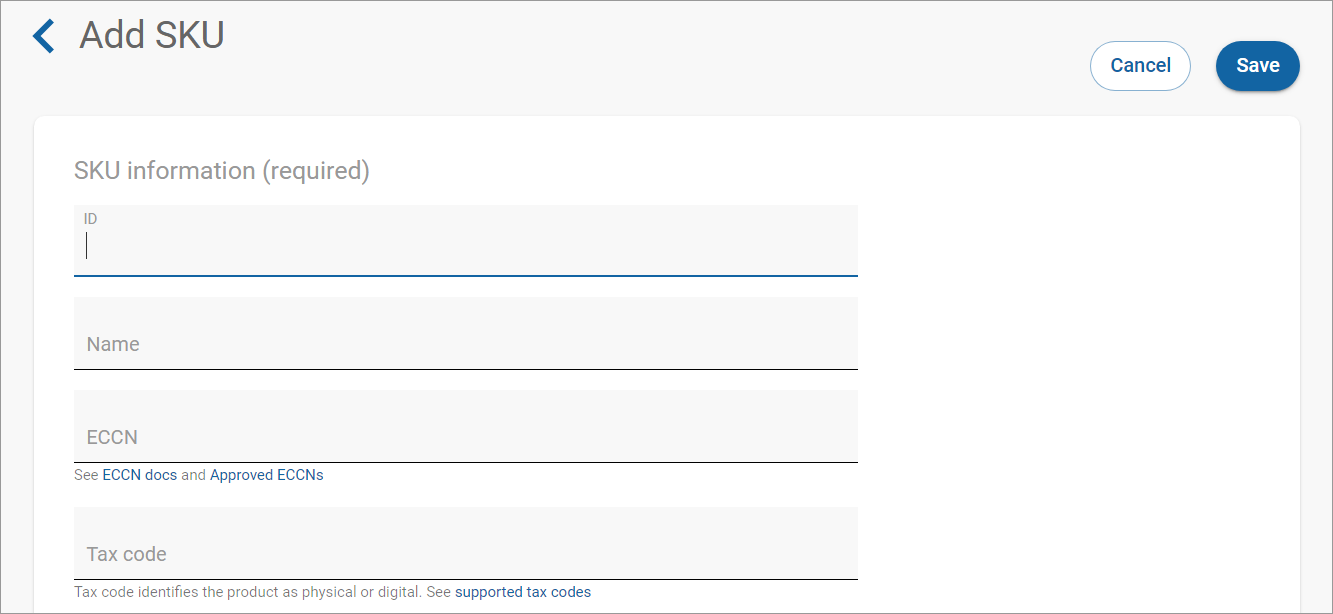 Add SKU
Cancel
Save
SKU information (required)
ID
Name
ECCN
See ECCN docs and Approved ECCNs
Tax code
Tax code identifies the product as physical or digital. See supported tax codes